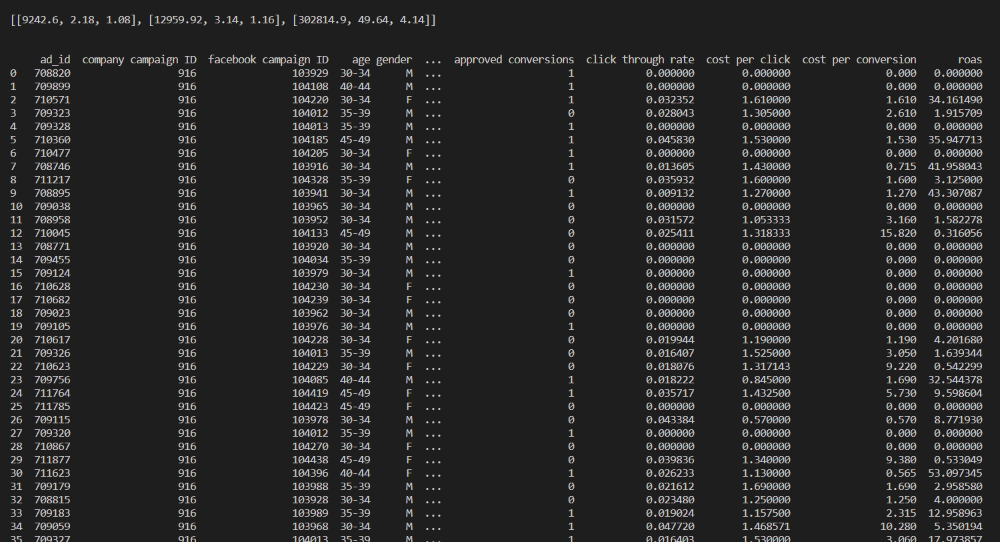 [[9242.6, 2.18, 1.08], [12959.92, 3.14, 1.16], [302814.9, 49.64, 4.14]]
ad_id company campaign ID facebook campaign ID age gender ... approved conversions click through rate cost per click cost per conversion roas
0 708820 916 103929 30-34 M ... 1 0.000000 0.000000 0.000 0.000000
1 709899 916 104108 40-44 M ... 1 0.000000 0.000000 0.000 0.000000
2 710571 916 104220 30-34 F ... 1 0.032352 1.610000 1.610 34.161490
3 709323 916 104012 35-39 M ... 0 0.028043 1.305000 2.610 1.915709
4 709328 916 104013 35-39 M ... 1 0.000000 0.000000 0.000 0.000000
5 710360 916 104185 45-49 M ... 1 0.045830 1.530000 1.530 35.947713
6 710477 916 104205 30-34 F ... 1 0.000000 0.000000 0.000 0.000000
7 708746 916 103916 30-34 M ... 1 0.013605 1.430000 0.715 41.958043
8 711217 916 104328 35-39 F ... 0 0.035932 1.600000 1.600 3.125000
9 708895 916 103941 30-34 M ... 1 0.009132 1.270000 1.270 43.307087
10 709038 916 103965 30-34 M ... 0 0.000000 0.000000 0.000 0.000000
11 708958 916 103952 30-34 M ... 0 0.031572 1.053333 3.160 1.582278
12 710045 916 104133 45-49 M ... 0 0.025411 1.318333 15.820 0.316056
13 708771 916 103920 30-34 M ... 0 0.000000 0.000000 0.000 0.000000
14 709455 916 104034 35-39 M ... 0 0.000000 0.000000 0.000 0.000000
15 709124 916 103979 30-34 M ... 1 0.000000 0.000000 0.000 0.000000
16 710628 916 104230 30-34 F ... 0 0.000000 0.000000 0.000 0.000000
17 710682 916 104239 30-34 F ... 0 0.000000 0.000000 0.000 0.000000
18 709023 916 103962 30-34 M ... 0 0.000000 0.000000 0.000 0.000000
19 709105 916 103976 30-34 M ... 1 0.000000 0.000000 0.000 0.000000
20 710617 916 104228 30-34 F ... 0 0.019944 1.190000 1.190 4.201680
21 709326 916 104013 35-39 M ... 0 0.016407 1.525000 3.050 1.639344
22 710623 916 104229 30-34 F ... 0 0.018076 1.317143 9.220 0.542299
23 709756 916 104085 40-44 M ... 1 0.018222 0.845000 1.690 32.544378
24 711764 916 104419 45-49 F ... 1 0.035717 1.432500 5.730 9.598604
25 711785 916 104423 45-49 F ... 0 0.000000 0.000000 0.000 0.000000
26 709115 916 103978 30-34 M ... 0 0.043384 0.570000 0.570 8.771930
27 709320 916 104012 35-39 M ... 1 0.000000 0.000000 0.000 0.000000
28 710867 916 104270 30-34 F ... 0 0.000000 0.000000 0.000 0.000000
29 711877 916 104438 45-49 F ... 0 0.039836 1.340000 9.380 0.533049
30 711623 916 104396 40-44 F ... 1 0.026233 1.130000 0.565 53.097345
31 709179 916 103988 35-39 M ... 0 0.021612 1.690000 1.690 2.958580
32 708815 916 103928 30-34 M ... 0 0.023480 1.250000 1.250 4.000000
33 709183 916 103989 35-39 M ... 1 0.019024 1.157500 2.315 12.958963
34 709059 916 103968 30-34 M ... 1 0.047720 1.468571 10.280 5.350194
35 709327 916 104013 35-39 M ... 1 0.016403 1.530000 3.060 17.973857